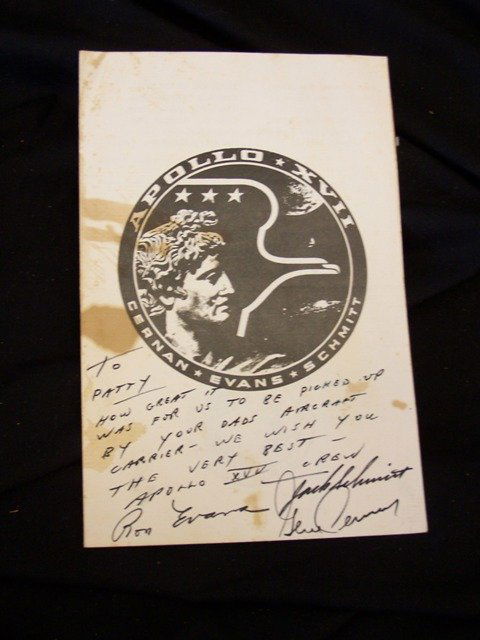 APOLLO ★ XVII
CERNAN ★ EVANS ★ SCHMITT
TO
PATTY
HOW GREAT IT
WAS FOR US TO BE PICKED UP
BY YOUR DADS AIRCRAFT
CARRIER - WE WISH YOU
THE VERY BEST -
APOLLO XVII CREW
Ron Evans
Jack Schmitt
Gene Cernan